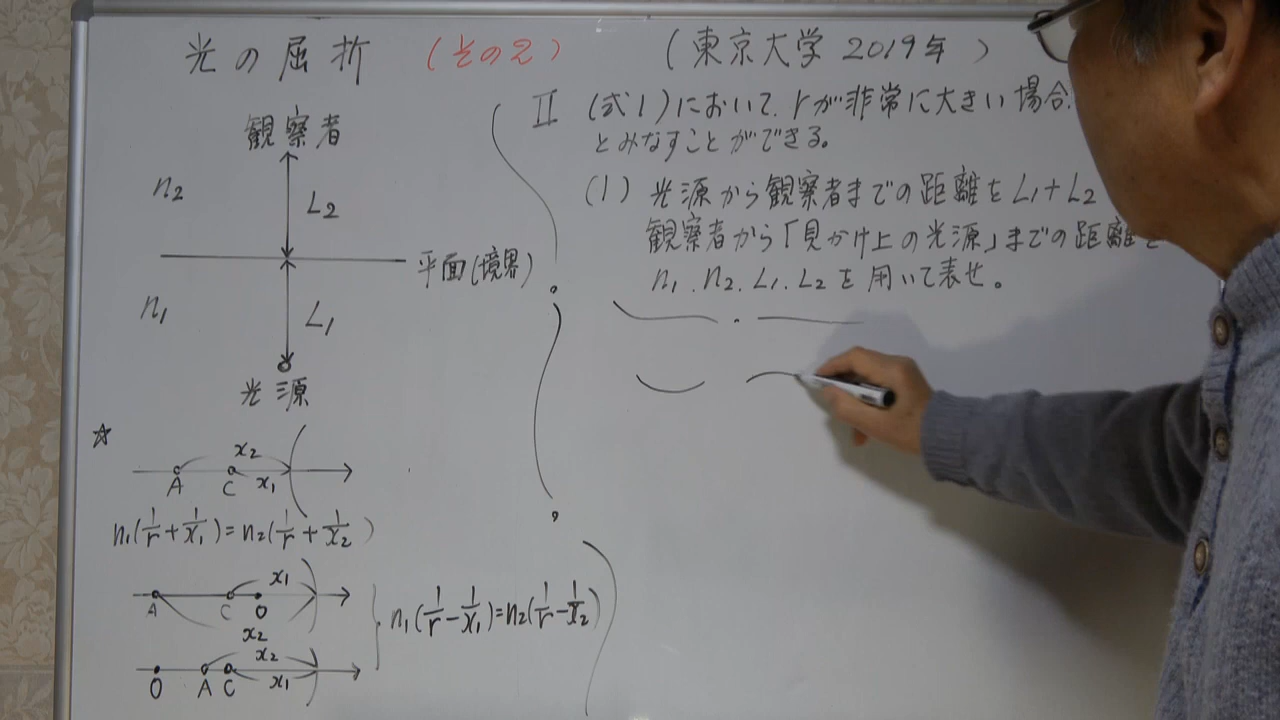 光の屈折 (その2) (東京大学 2019年)
観察者
n2
L2
平面(境界)
n1
L1
光源
☆
x2
A C x1
n1(1/r+1/x1)=n2(1/r+1/x2)
x1
A C O
x2
n1(1/r-1/x1)=n2(1/r-1/x2)
x2
O A C x1
II (式1)において、rが非常に大きい場合
とみなすことができる。
(1) 光源から観察者までの距離をL1+L2
観察者から「見かけ上の光源」までの距離を
n1、n2、L1、L2を用いて表せ。